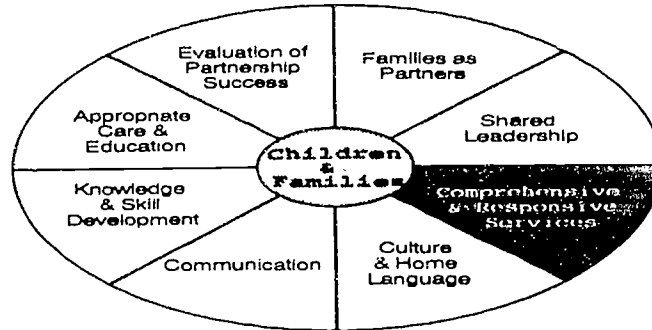 Evaluation of
Partnership
Success
Families as
Partners
Appropnate
Care &
Education
Shared
Leadership
Children
&
Families
Knowledge
& Skill
Development
Comprehensive
& Responsive
Services
Communication
Culture
& Home
Language